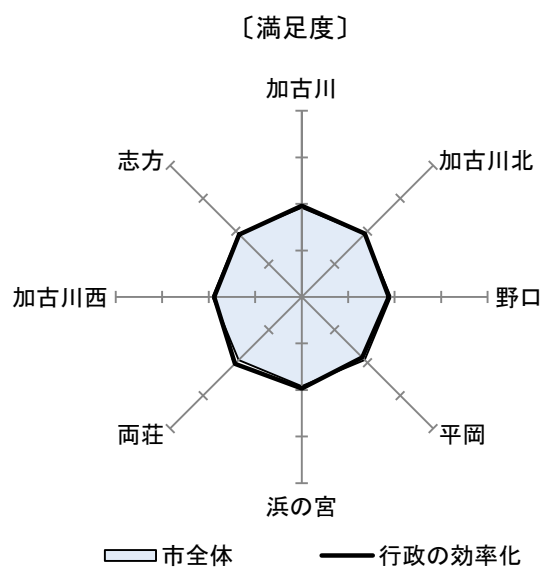 〔満足度〕
加古川
志方
加古川北
加古川西
野口
両荘
平岡
浜の宮
市全体
行政の効率化